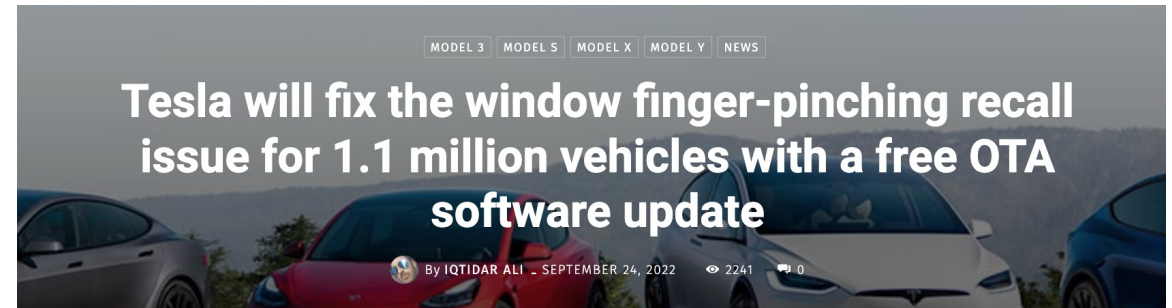 MODEL 3 MODEL S MODEL X MODEL Y NEWS
Tesla will fix the window finger-pinching recall
issue for 1.1 million vehicles with a free OTA
software update
By IQTIDAR ALI - SEPTEMBER 24, 2022 2241 0